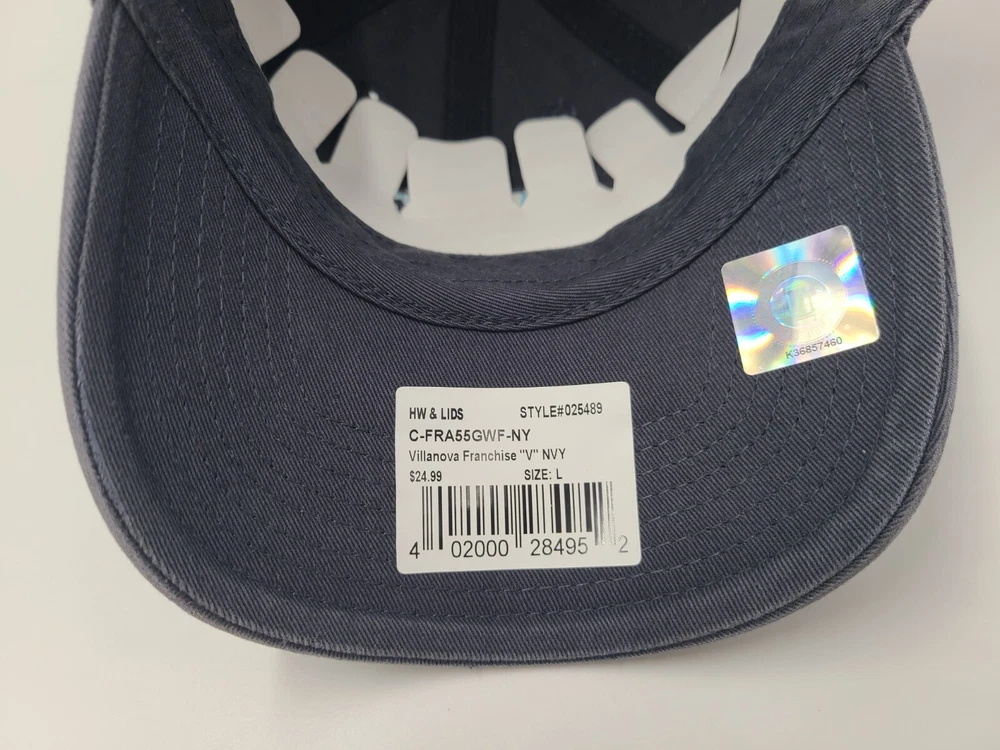 K36857460
HW & LIDS STYLE#025489
C-FRA55GWF-NY
Villanova Franchise "V" NVY
$24.99 SIZE: L
4 02000 28495 2